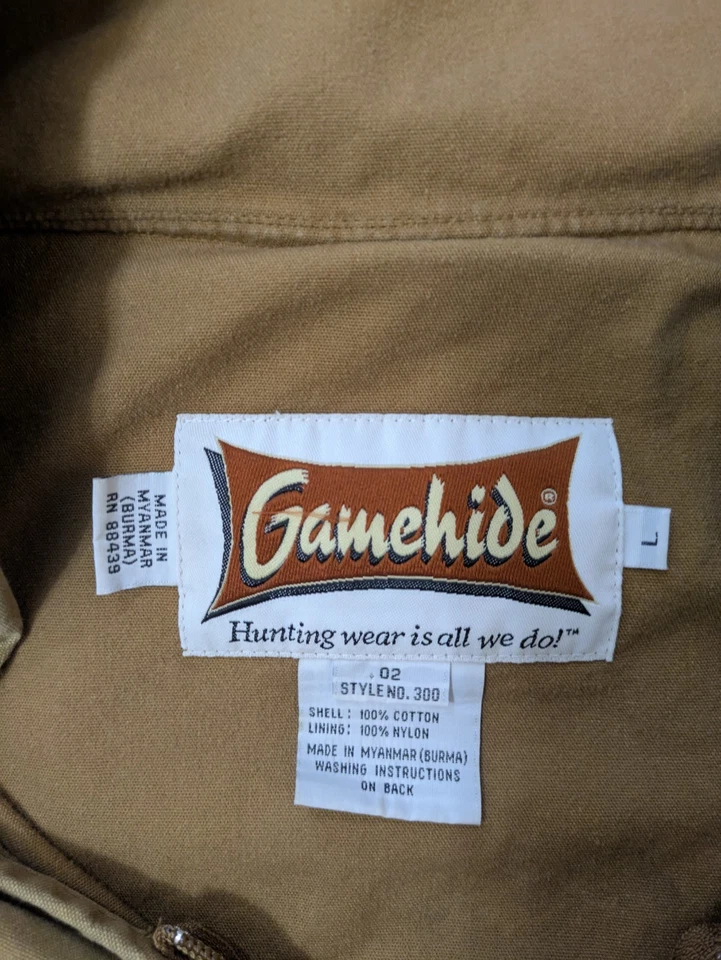 Gamehide®
Hunting wear is all we do!™
MADE IN
MYANMAR
(BURMA)
RN 88439
L
02
STYLE NO. 300
SHELL: 100% COTTON
LINING: 100% NYLON
MADE IN MYANMAR (BURMA)
WASHING INSTRUCTIONS
ON BACK